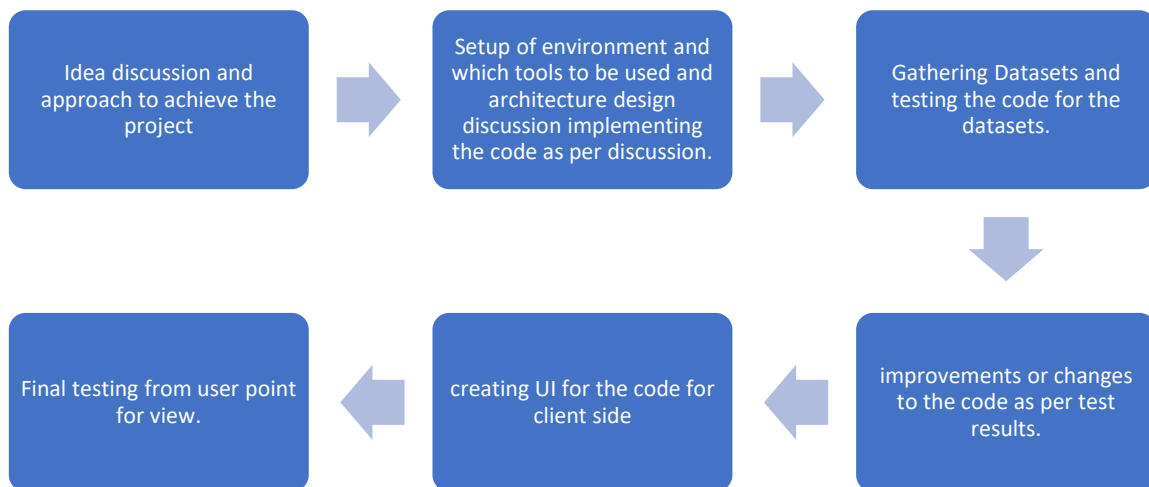 Idea discussion and
approach to achieve the
project
Setup of environment and
which tools to be used and
architecture design
discussion implementing
the code as per discussion.
Gathering Datasets and
testing the code for the
datasets.
improvements or changes
to the code as per test
results.
creating UI for the code for
client side
Final testing from user point
for view.